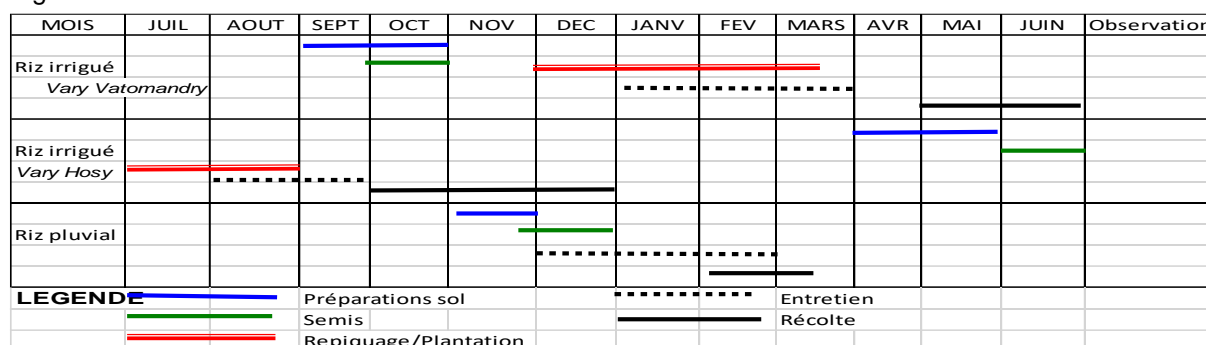 MOIS JUIL AOUT SEPT OCT NOV DEC JANV FEV MARS AVR MAI JUIN Observation
Riz irrigué
Vary Vatomandry
Riz irrigué
Vary Hosy
Riz pluvial
LEGENDE Préparations sol Entretien
Semis Récolte
Repiquage/Plantation